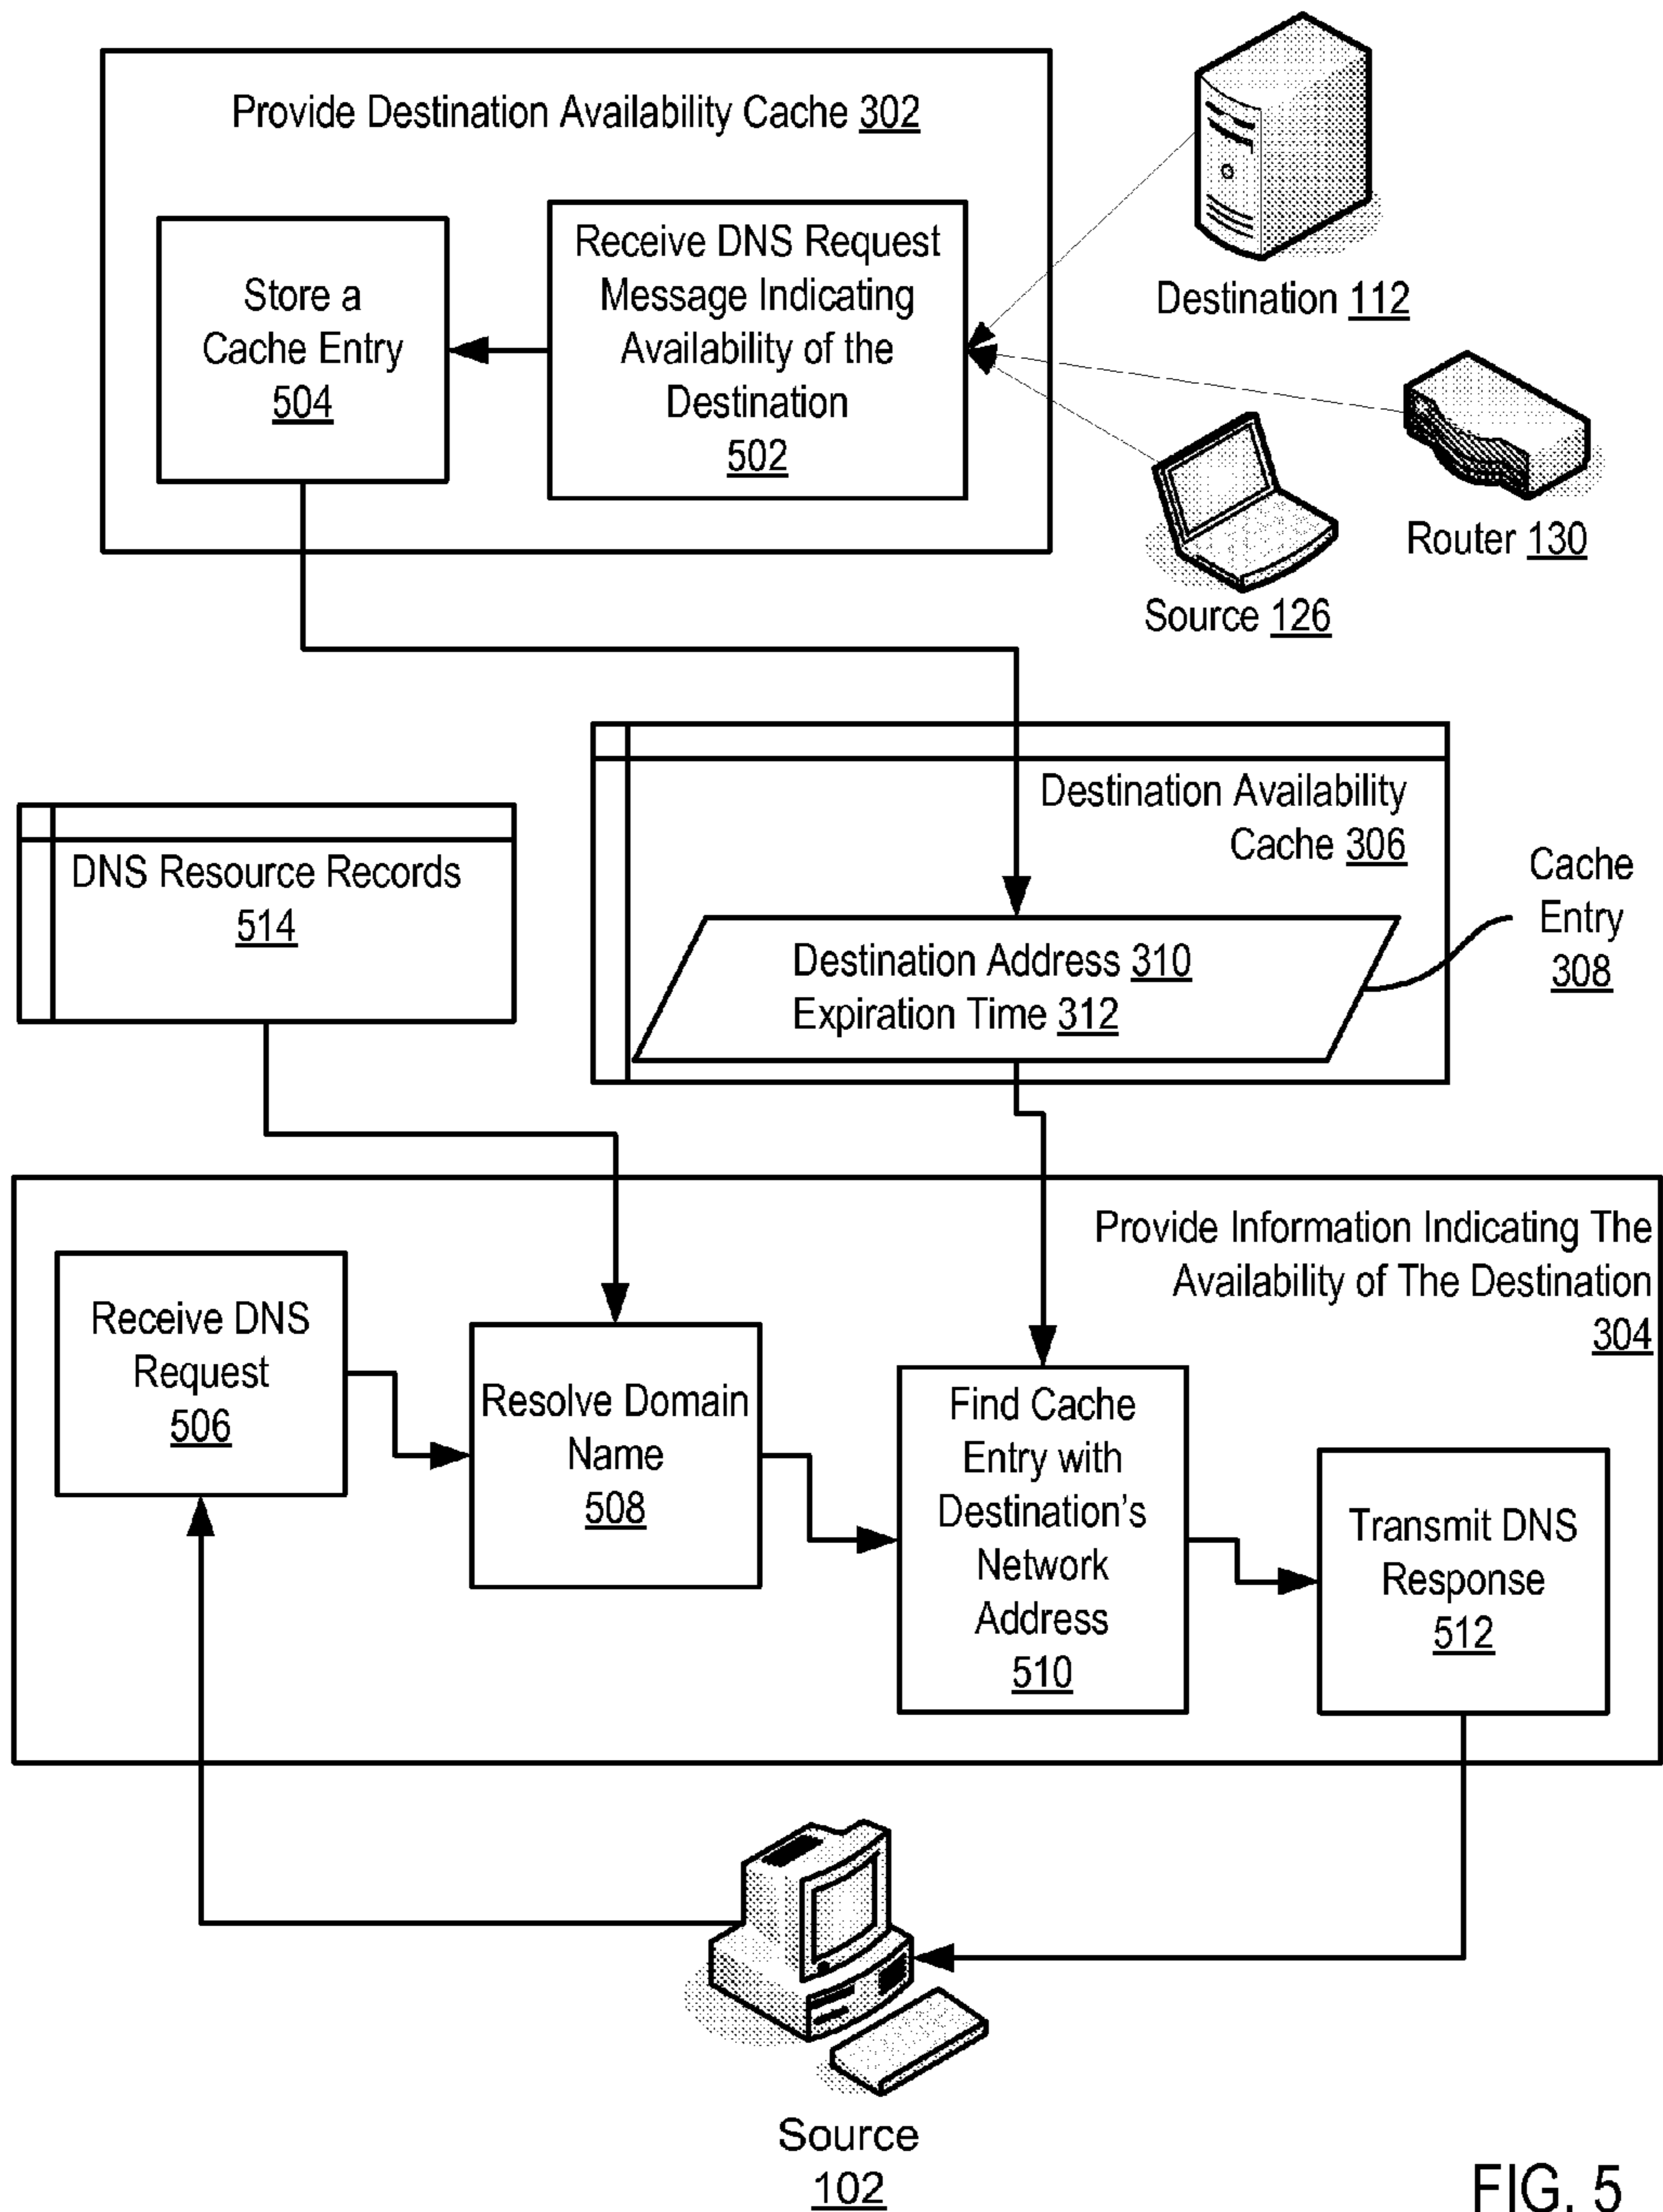 Provide Destination Availability Cache 302
Store a
Cache Entry
504
Receive DNS Request
Message Indicating
Availability of the
Destination
502
Destination 112
Router 130
Source 126
Destination Availability
Cache 306
DNS Resource Records
514
Cache
Entry
308
Destination Address 310
Expiration Time 312
Provide Information Indicating The
Availability of The Destination
304
Receive DNS
Request
506
Resolve Domain
Name
508
Find Cache
Entry with
Destination's
Network
Address
510
Transmit DNS
Response
512
Source
102
FIG. 5